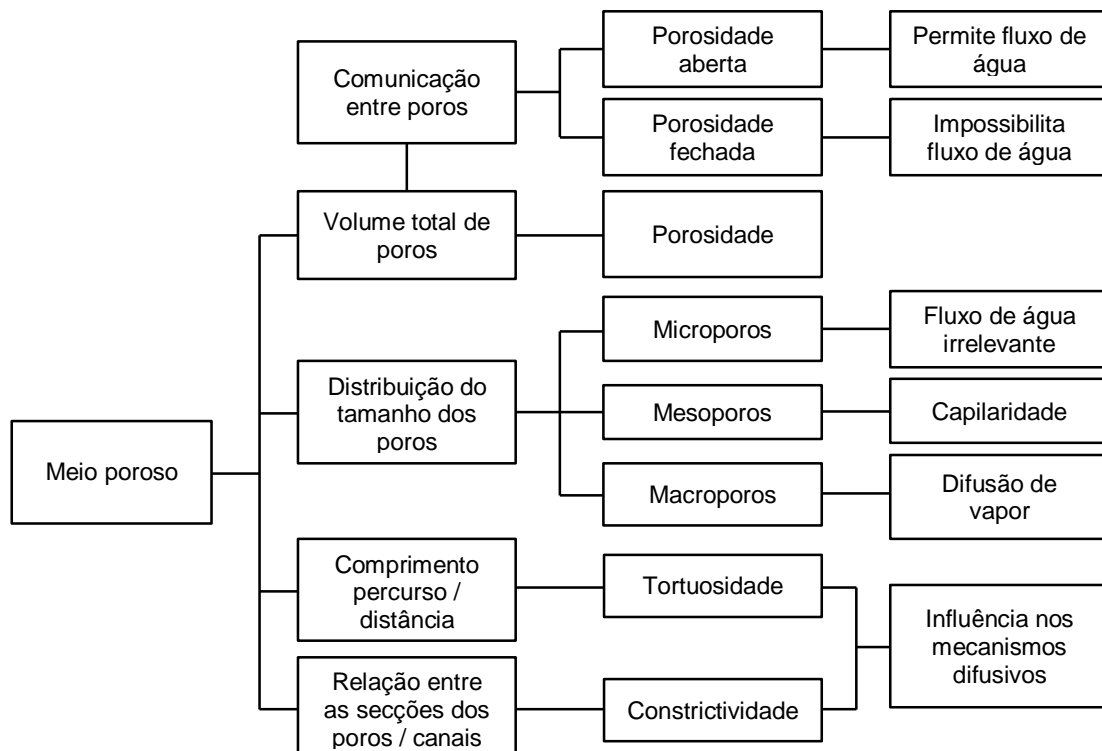 Porosidade
aberta
Permite fluxo de
água
Comunicação
entre poros
Porosidade
fechada
Impossibilita
fluxo de água
Volume total de
poros
Porosidade
Microporos
Fluxo de água
irrelevante
Distribuição do
tamanho dos
poros
Mesoporos
Capilaridade
Meio poroso
Macroporos
Difusão de
vapor
Comprimento
percurso /
distância
Tortuosidade
Influência nos
mecanismos
difusivos
Relação entre
as secções dos
poros / canais
Constrictividade